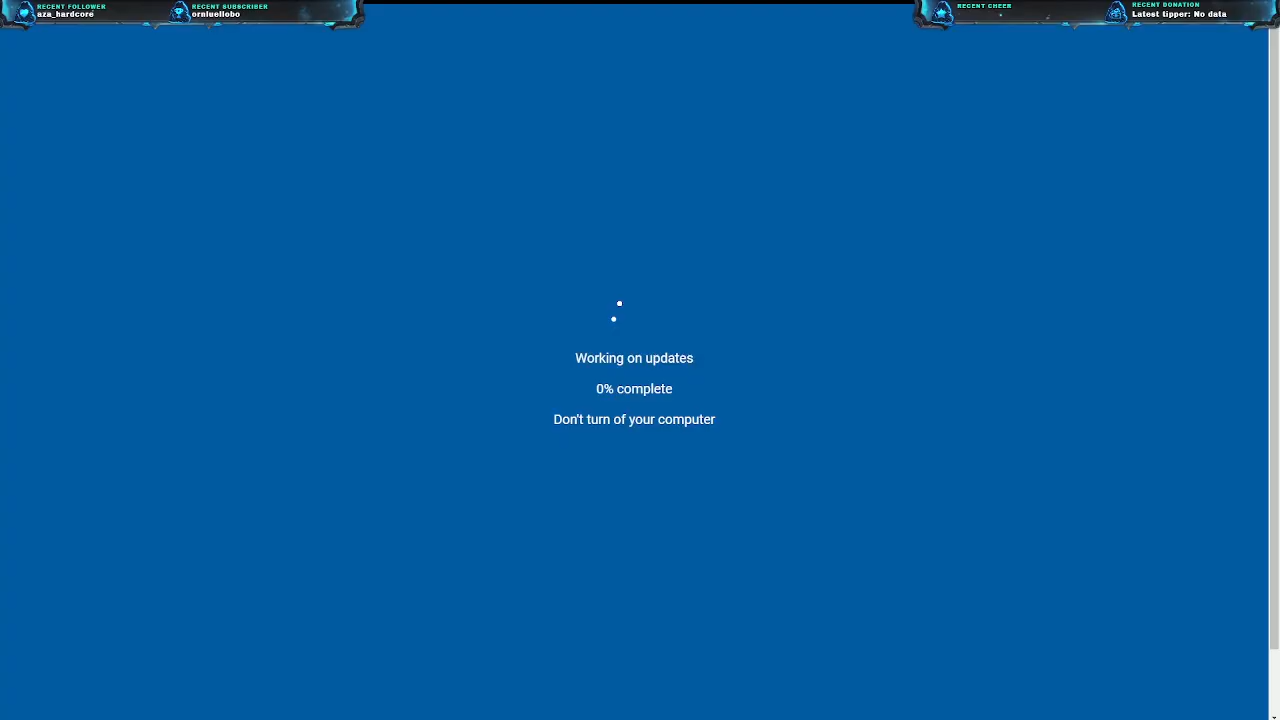 RECENT FOLLOWER
aza_hardcore
RECENT SUBSCRIBER
ornluellobo
RECENT CHEER
RECENT DONATION
Latest tipper: No data
Working on updates
0% complete
Don't turn of your computer